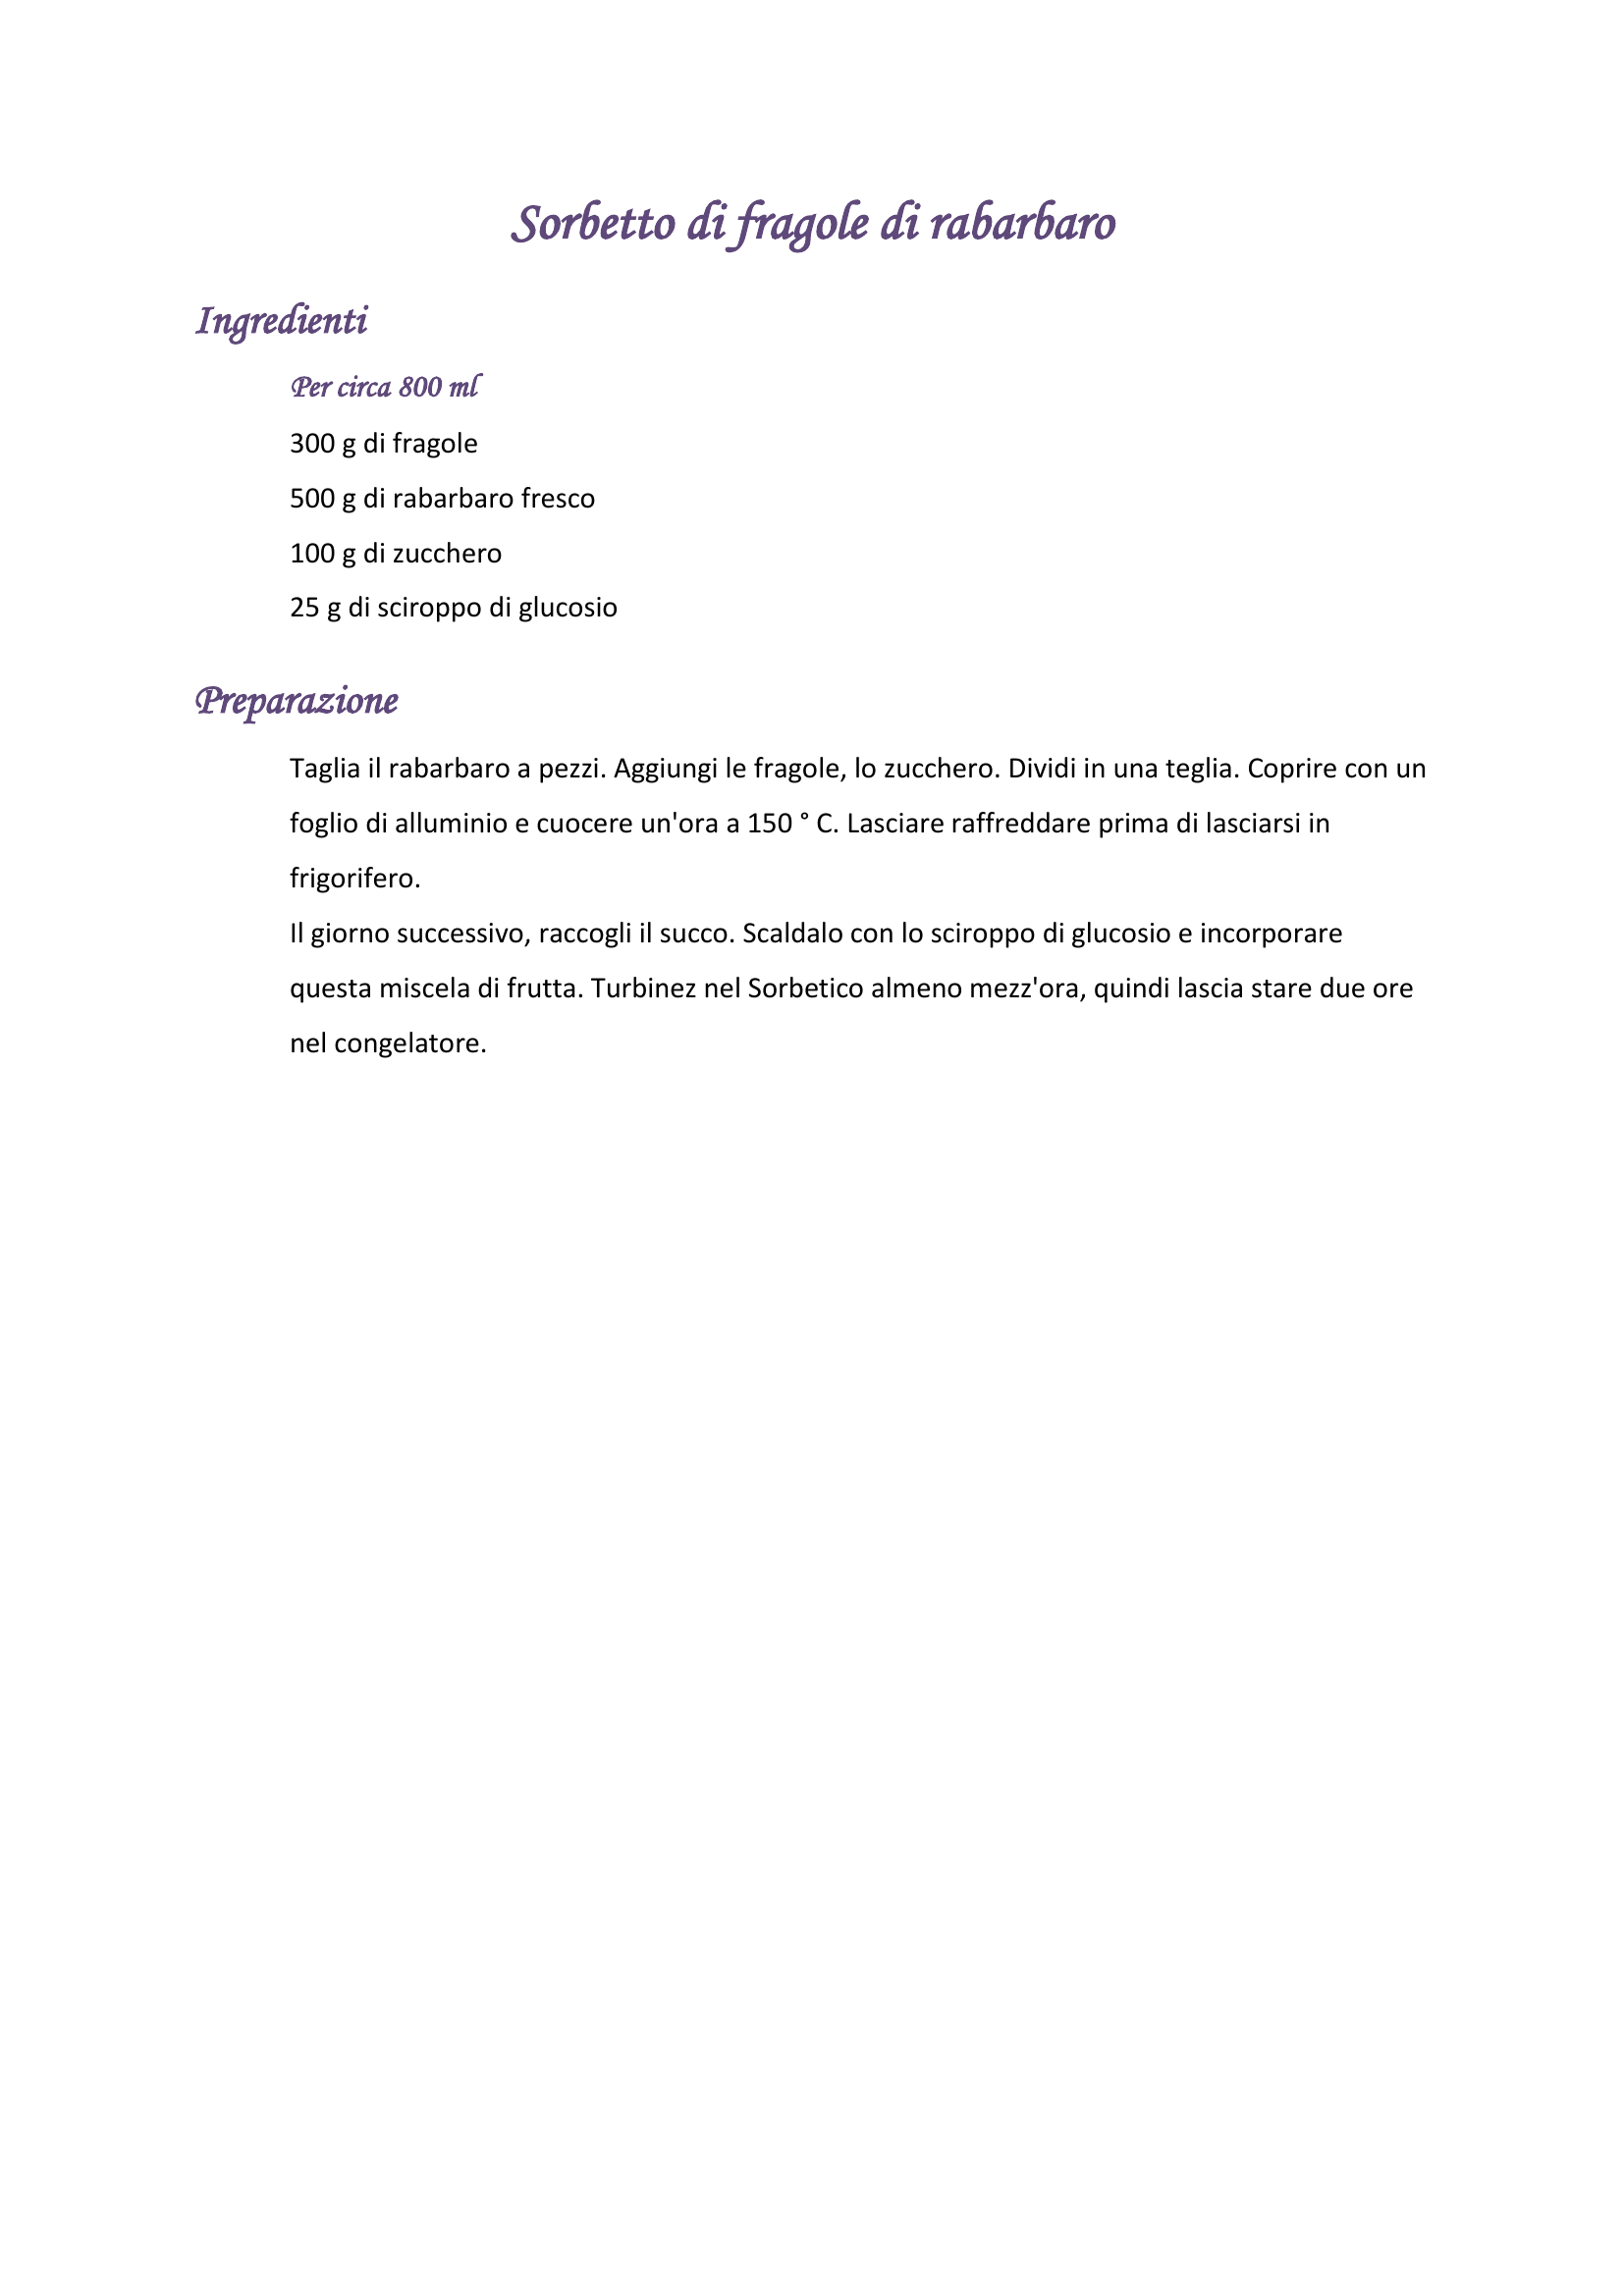 Sorbetto di fragole di rabarbaro
Ingredienti
Per circa 800 ml
300 g di fragole
500 g di rabarbaro fresco
100 g di zucchero
25 g di sciroppo di glucosio
Preparazione
Taglia il rabarbaro a pezzi. Aggiungi le fragole, lo zucchero. Dividi in una teglia. Coprire con un
foglio di alluminio e cuocere un'ora a 150 ° C. Lasciare raffreddare prima di lasciarsi in
frigorifero.
Il giorno successivo, raccogli il succo. Scaldalo con lo sciroppo di glucosio e incorporare
questa miscela di frutta. Turbinez nel Sorbetico almeno mezz'ora, quindi lascia stare due ore
nel congelatore.